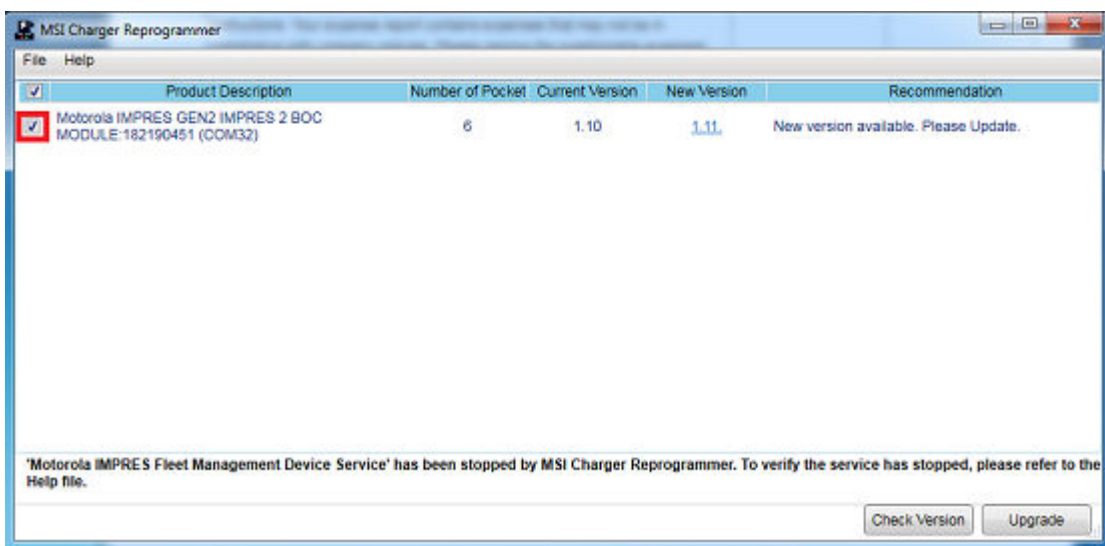 MSI Charger Reprogrammer
File Help
Product Description Number of Pocket Current Version New Version Recommendation
Motorola IMPRES GEN2 IMPRES 2 BOC
MODULE:182190451 (COM32) 6 1.10 1.11. New version available. Please Update.
'Motorola IMPRES Fleet Management Device Service' has been stopped by MSI Charger Reprogrammer. To verify the service has stopped, please refer to the
Help file.
Check Version Upgrade